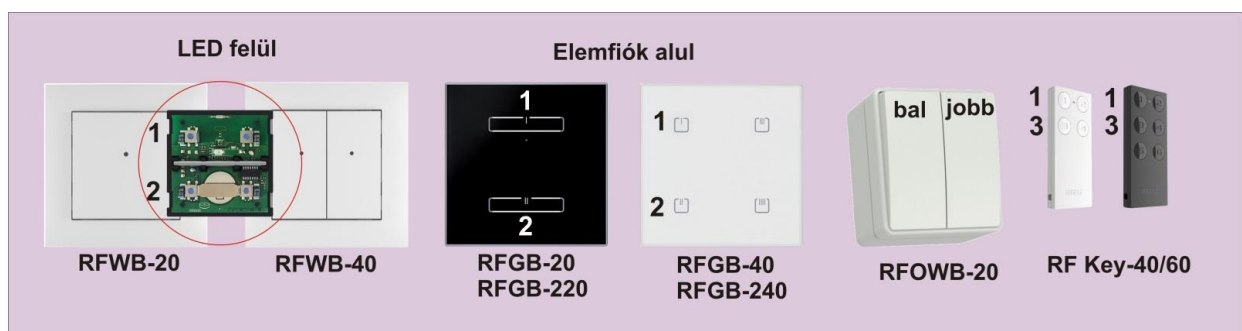 LED felül
Elemfiók alul
1
2
1
2
1
2
bal jobb
1
3
1
3
RFWB-20
RFWB-40
RFGB-20
RFGB-220
RFGB-40
RFGB-240
RFOWB-20
RF Key-40/60